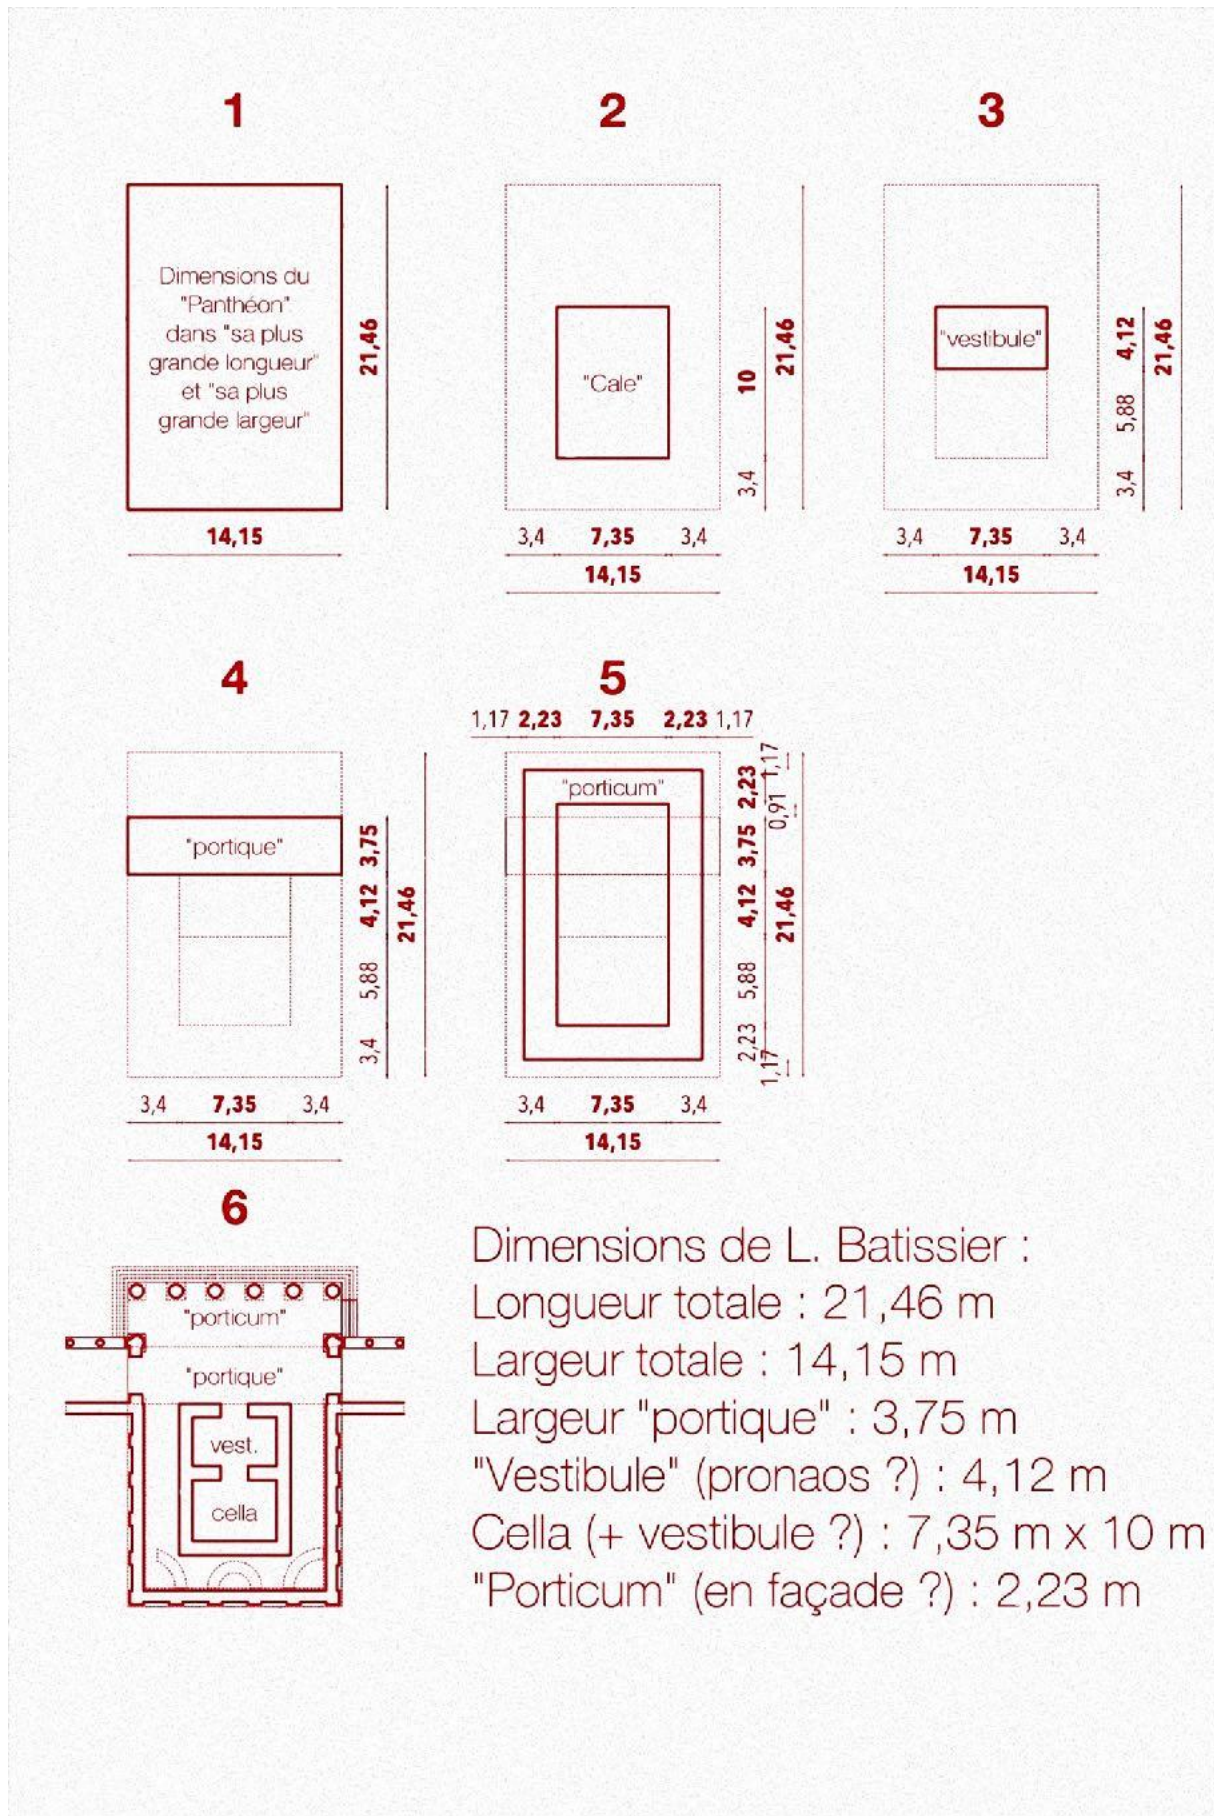 1
Dimensions du
"Panthéon"
dans "sa plus
grande longueur"
et "sa plus
grande largeur"
21,46
14,15
2
"Cale"
10
3,4
21,46
3,4 7,35 3,4
14,15
3
"vestibule"
4,12
5,88
3,4
21,46
3,4 7,35 3,4
14,15
4
"portique"
3,75
4,12
5,88
3,4
21,46
3,4 7,35 3,4
14,15
5
1,17 2,23 7,35 2,23 1,17
"porticum"
1,17
2,23
0,91
3,75
4,12
5,88
2,23
1,17
21,46
3,4 7,35 3,4
14,15
6
"porticum"
"portique"
vest.
cella
Dimensions de L. Batissier :
Longueur totale : 21,46 m
Largeur totale : 14,15 m
Largeur "portique" : 3,75 m
"Vestibule" (pronaos ?) : 4,12 m
Cella (+ vestibule ?) : 7,35 m x 10 m
"Porticum" (en façade ?) : 2,23 m